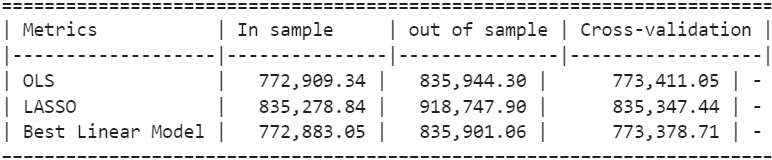 =========================================================================
| Metrics            | In sample     | out of sample | Cross-validation |
|--------------------|---------------|---------------|------------------|
| OLS                |    772,909.34 |    835,944.30 |       773,411.05 | -
| LASSO              |    835,278.84 |    918,747.90 |       835,347.44 | -
| Best Linear Model  |    772,883.05 |    835,901.06 |       773,378.71 | -
=========================================================================